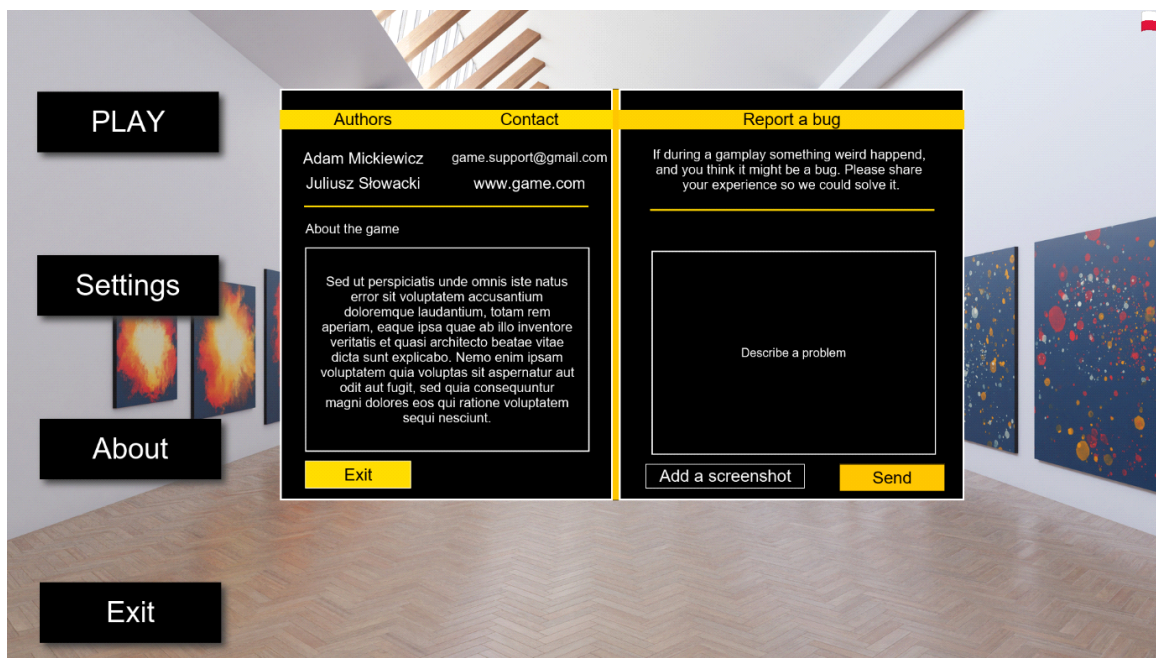 PLAY
Settings
About
Exit
Authors
Contact
Adam Mickiewicz
game.support@gmail.com
Juliusz Słowacki
www.game.com
About the game
Sed ut perspiciatis unde omnis iste natus
error sit voluptatem accusantium
doloremque laudantium, totam rem
aperiam, eaque ipsa quae ab illo inventore
veritatis et quasi architecto beatae vitae
dicta sunt explicabo. Nemo enim ipsam
voluptatem quia voluptas sit aspernatur aut
odit aut fugit, sed quia consequuntur
magni dolores eos qui ratione voluptatem
sequi nesciunt.
Exit
Report a bug
If during a gamplay something weird happend,
and you think it might be a bug. Please share
your experience so we could solve it.
Describe a problem
Add a screenshot
Send